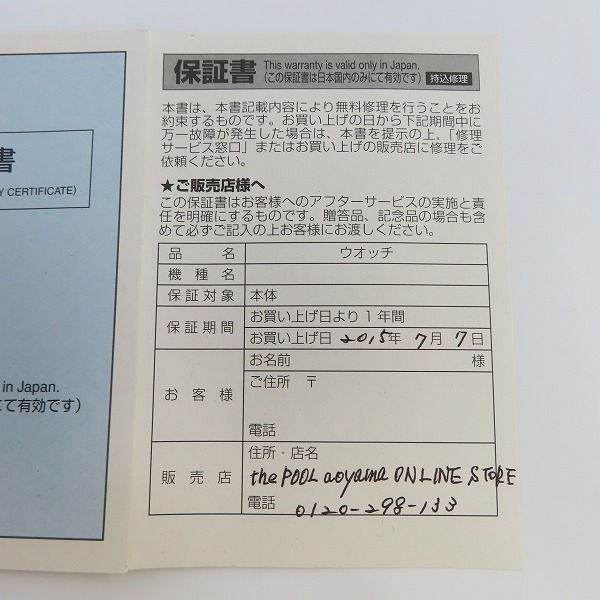 書
Y CERTIFICATE)
in Japan.
にて有効です）
保証書 This warranty is valid only in Japan.
（この保証書は日本国内のみにて有効です） 持込修理
本書は、本書記載内容により無料修理を行うことをお
約束するものです。お買い上げの日から下記期間中に
万一故障が発生した場合は、本書を提示の上、「修理
サービス窓口」またはお買い上げの販売店に修理をご
依頼ください。
★ご販売店様へ
この保証書はお客様へのアフターサービスの実施と責
任を明確にするものです。贈答品、記念品の場合も含
めて必ずご記入の上お客様にお渡しください。
品名 ウオッチ
機種名
保証対象 本体
保証期間 お買い上げ日より1年間
お買い上げ日 2015年 7月 7日
お客様 お名前 様
ご住所 〒
電話
販売店 住所・店名
the POOL aoyama ONLINE STORE
電話 0120-298-133